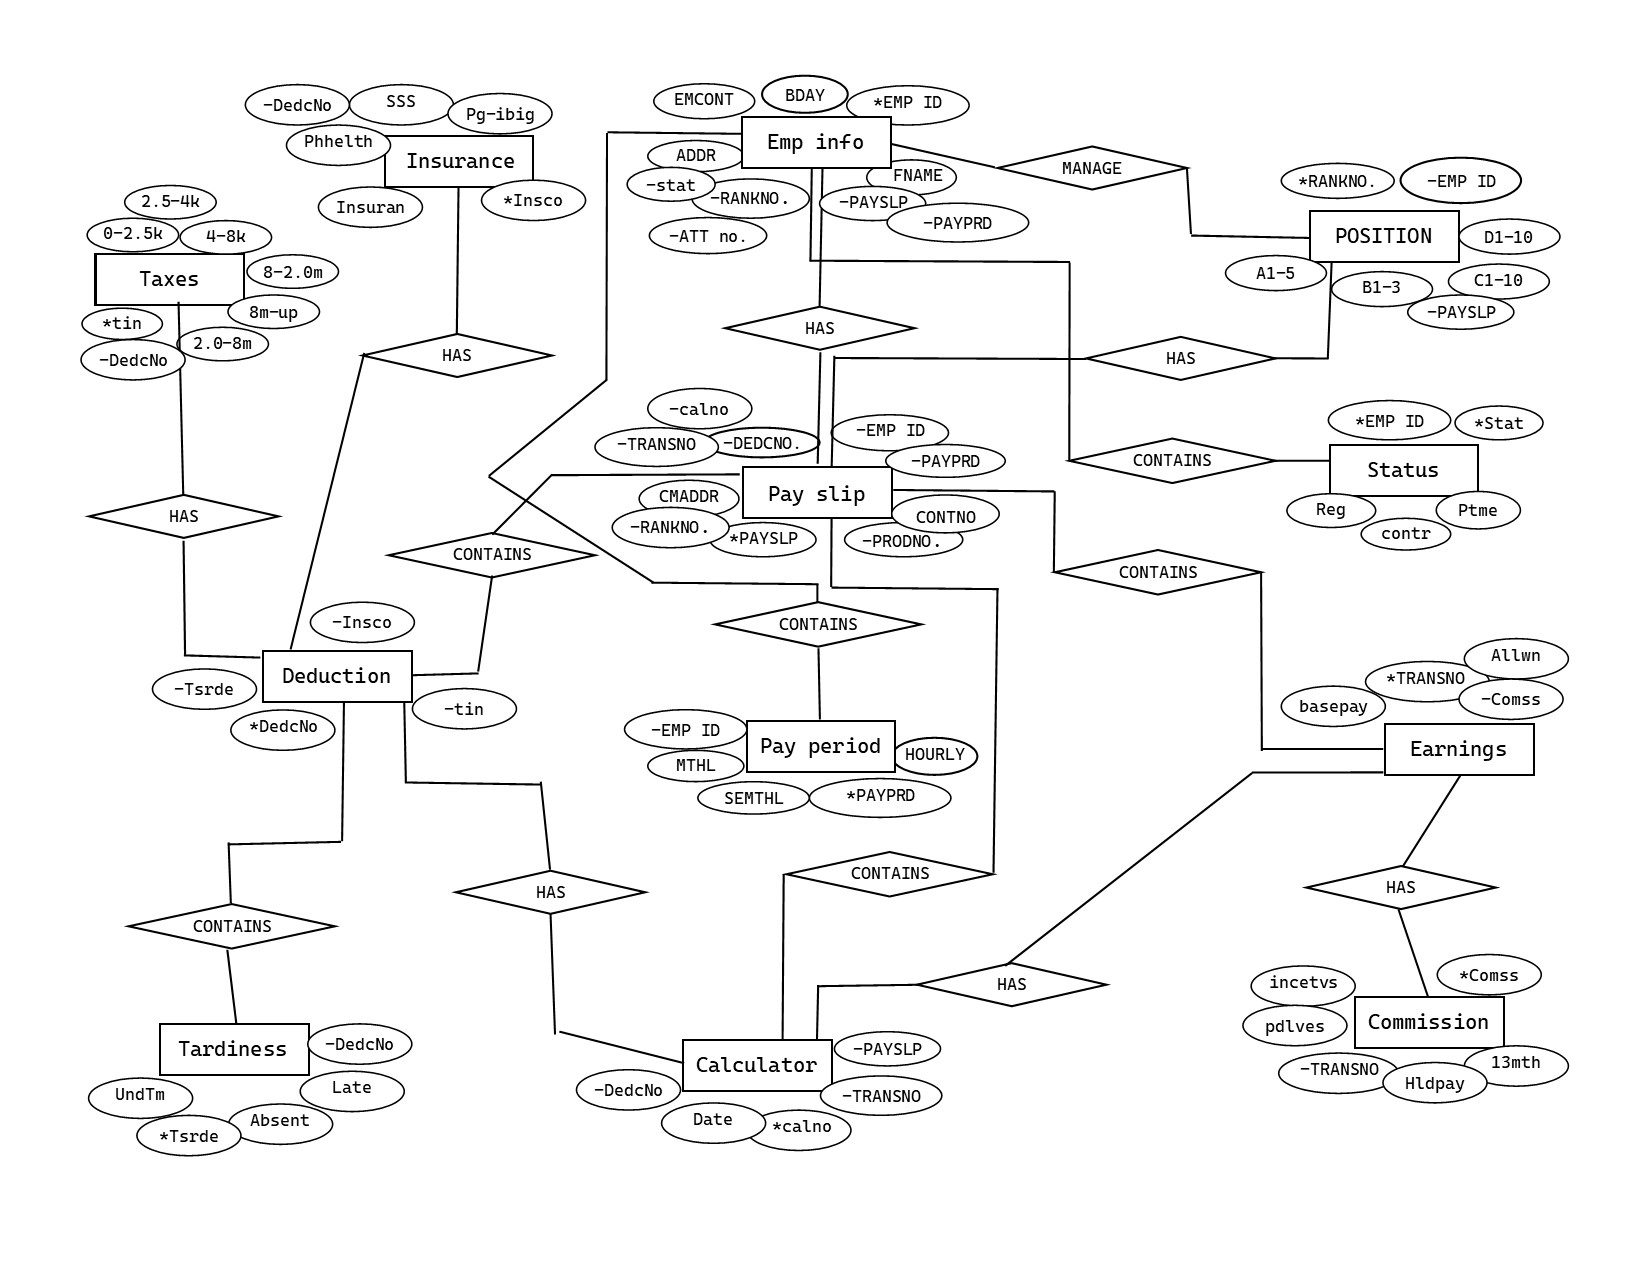 -DedcNo
SSS
Pg-ibig
Phhelth
Insurance
Insuran
*Insco
EMCONT
BDAY
*EMP ID
Emp info
ADDR
-stat
-RANKNO.
-ATT no.
FNAME
-PAYSLP
-PAYPRD
MANAGE
*RANKNO.
-EMP ID
POSITION
D1-10
A1-5
B1-3
C1-10
-PAYSLP
2.5-4k
0-2.5k
4-8k
Taxes
8-2.0m
8m-up
*tin
2.0-8m
-DedcNo
HAS
HAS
HAS
-calno
-TRANSNO
-DEDCNO.
-EMP ID
-PAYPRD
Pay slip
CMADDR
-RANKNO.
*PAYSLP
CONTNO
-PRODNO.
CONTAINS
*EMP ID
*Stat
Status
Reg
contr
Ptme
HAS
CONTAINS
CONTAINS
CONTAINS
-Insco
Deduction
-Tsrde
*DedcNo
-tin
-EMP ID
Pay period
HOURLY
MTHL
SEMTHL
*PAYPRD
Allwn
*TRANSNO
-Comss
basepay
Earnings
CONTAINS
HAS
CONTAINS
HAS
HAS
Tardiness
-DedcNo
UndTm
Late
Absent
*Tsrde
Calculator
-PAYSLP
-DedcNo
-TRANSNO
Date
*calno
incetvs
*Comss
pdlves
Commission
-TRANSNO
Hldpay
13mth